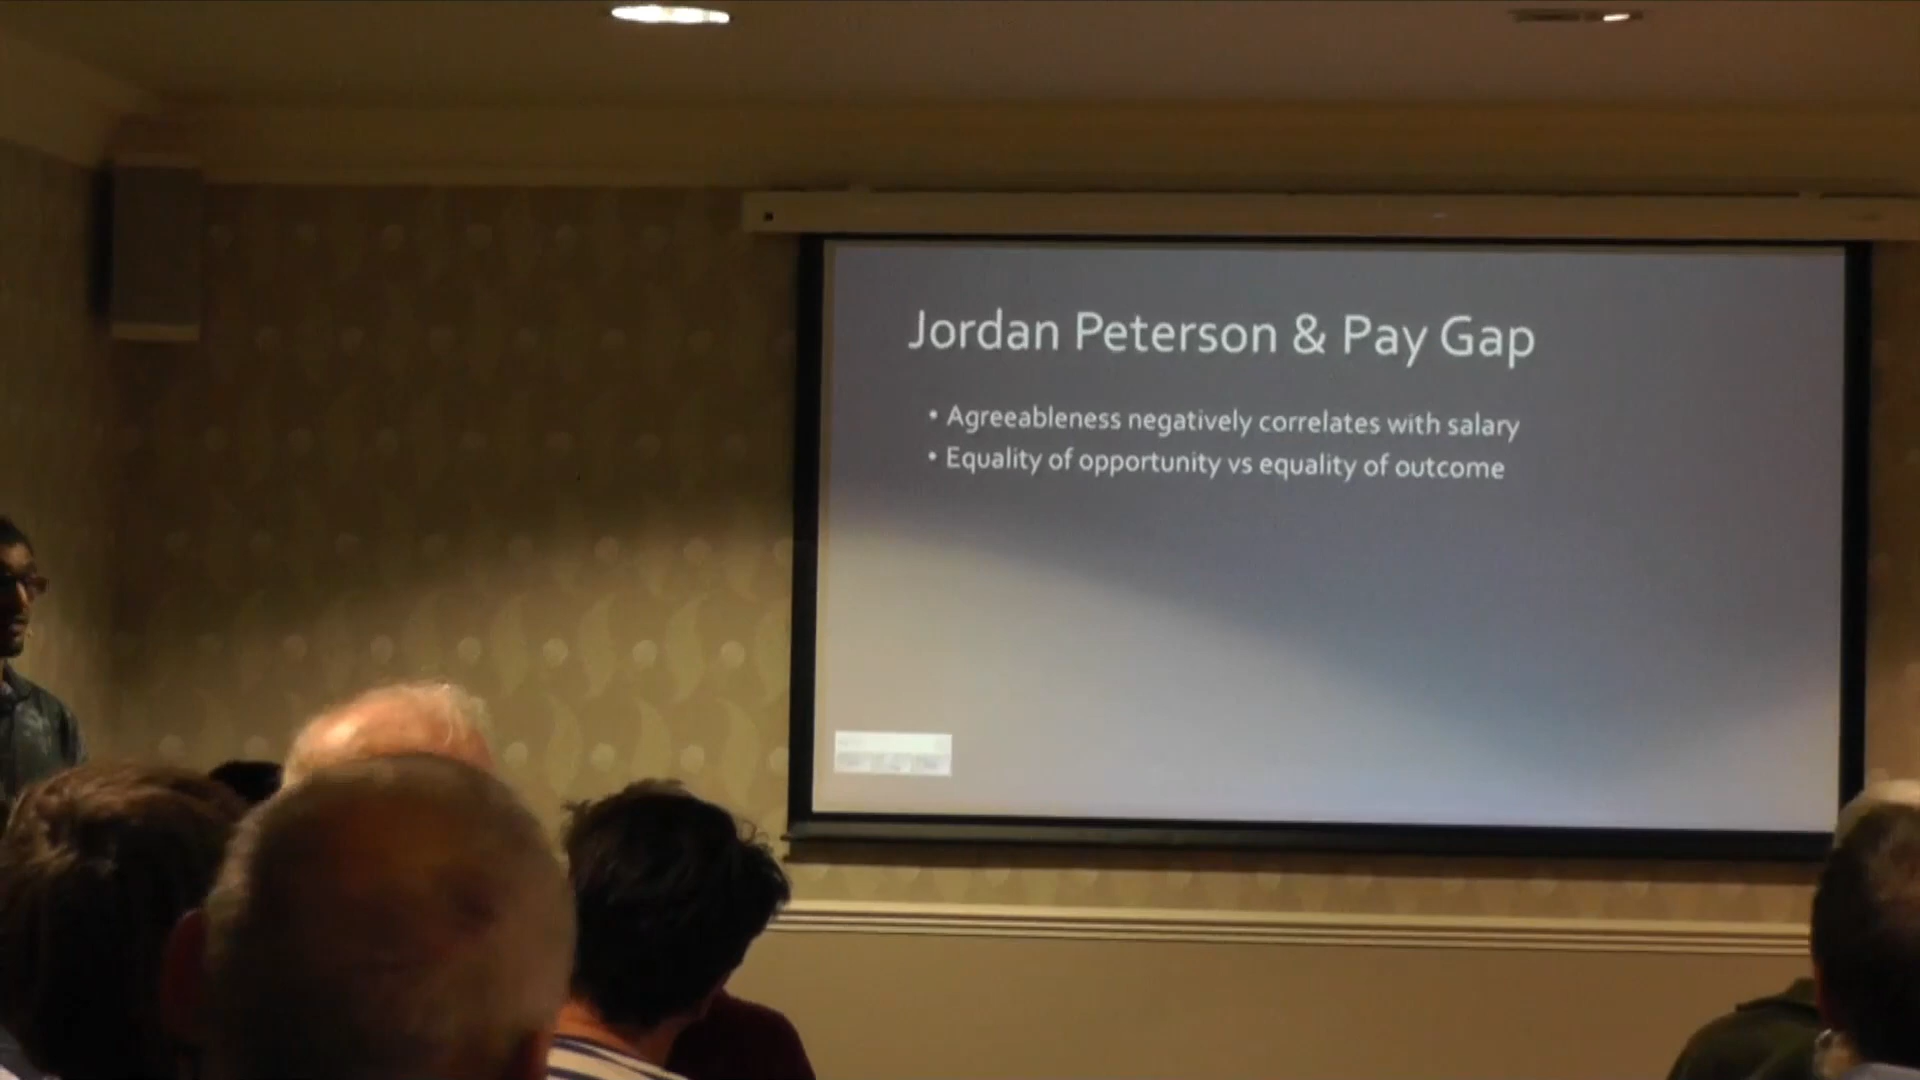 Jordan Peterson & Pay Gap
• Agreeableness negatively correlates with salary
• Equality of opportunity vs equality of outcome